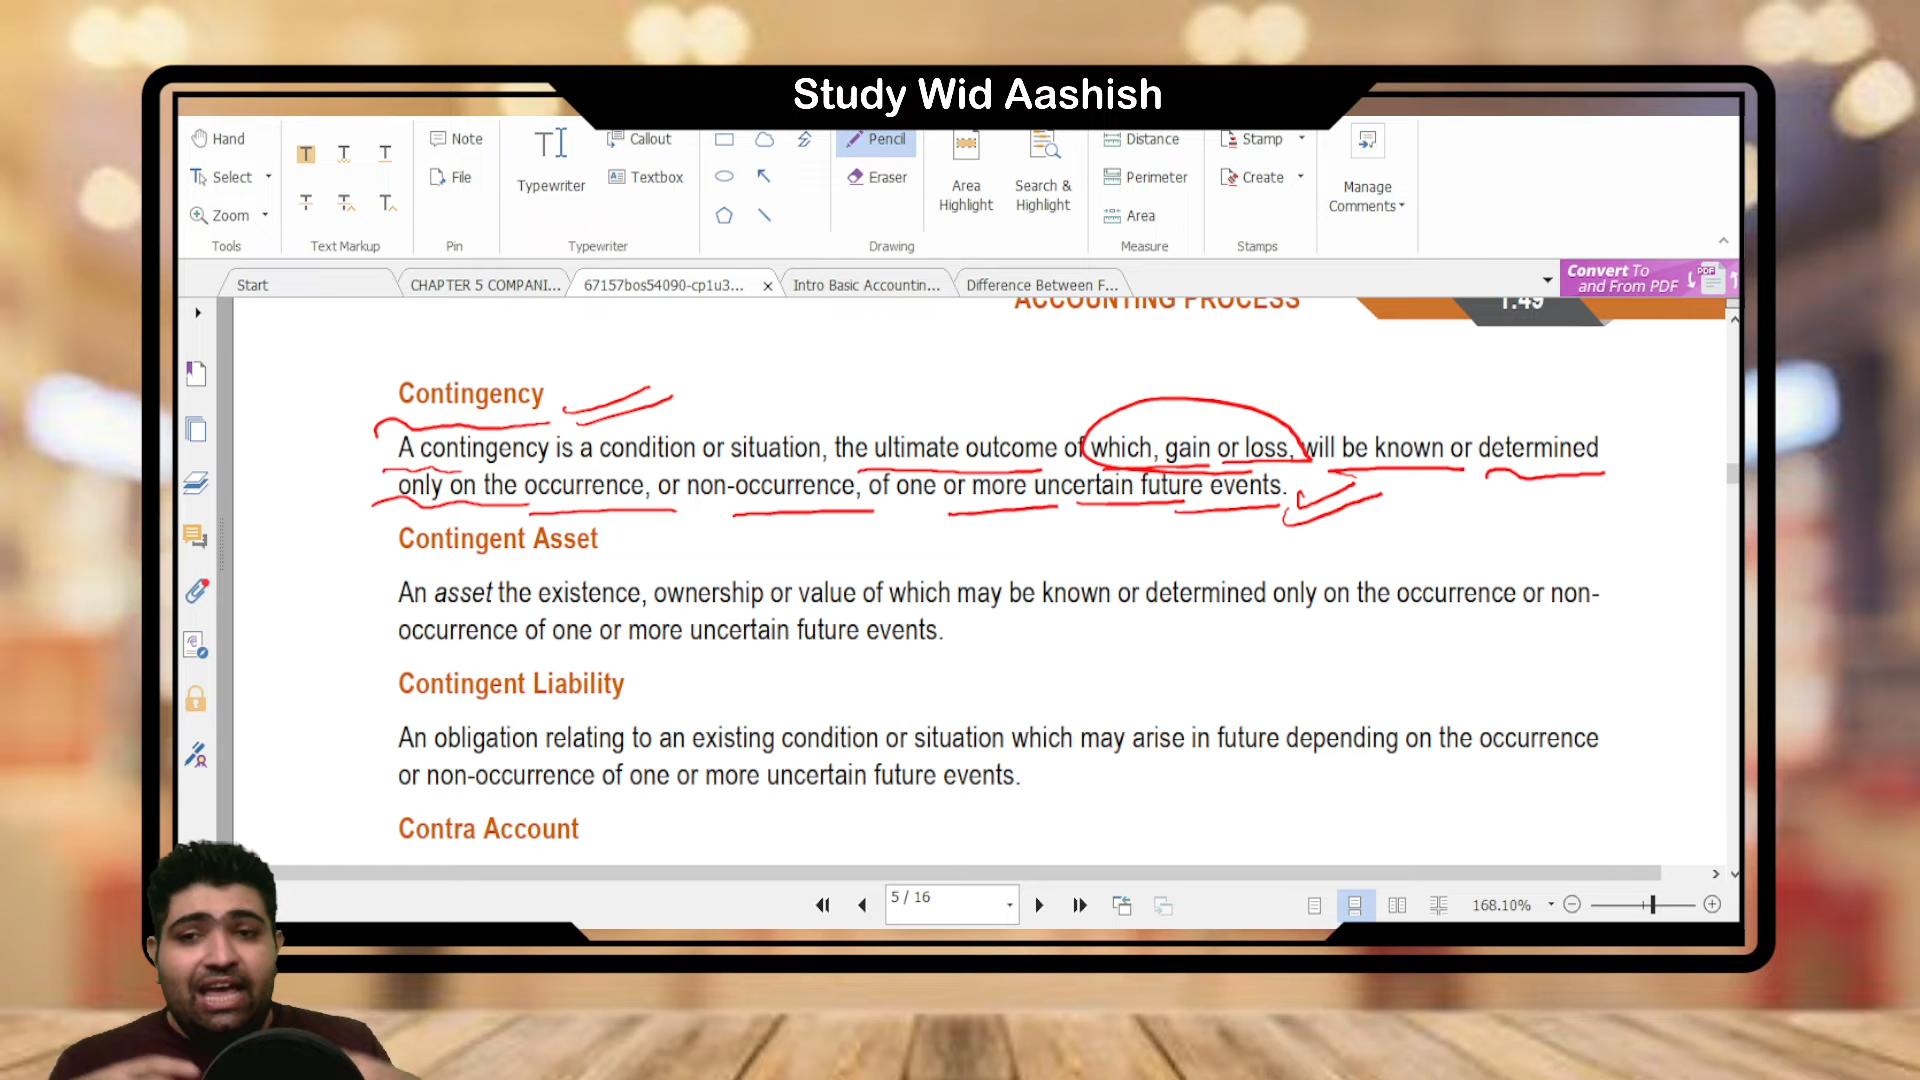 Study Wid Aashish
Hand
Select
Zoom
Tools
Text Markup
Note
File
Pin
Typewriter
Callout
Textbox
Typewriter
Pencil
Eraser
Area
Highlight
Search &
Highlight
Drawing
Distance
Perimeter
Area
Measure
Stamp
Create
Stamps
Manage
Comments
Start
CHAPTER 5 COMPANI...
67157bos54090-cp1u3...
Intro Basic Accountin...
Difference Between F...
Convert To
and From PDF
PDF
ACCOUNTING PROCESS
1.49
Contingency
A contingency is a condition or situation, the ultimate outcome of which, gain or loss, will be known or determined
only on the occurrence, or non-occurrence, of one or more uncertain future events.
Contingent Asset
An asset the existence, ownership or value of which may be known or determined only on the occurrence or non-
occurrence of one or more uncertain future events.
Contingent Liability
An obligation relating to an existing condition or situation which may arise in future depending on the occurrence
or non-occurrence of one or more uncertain future events.
Contra Account
5 / 16
168.10%